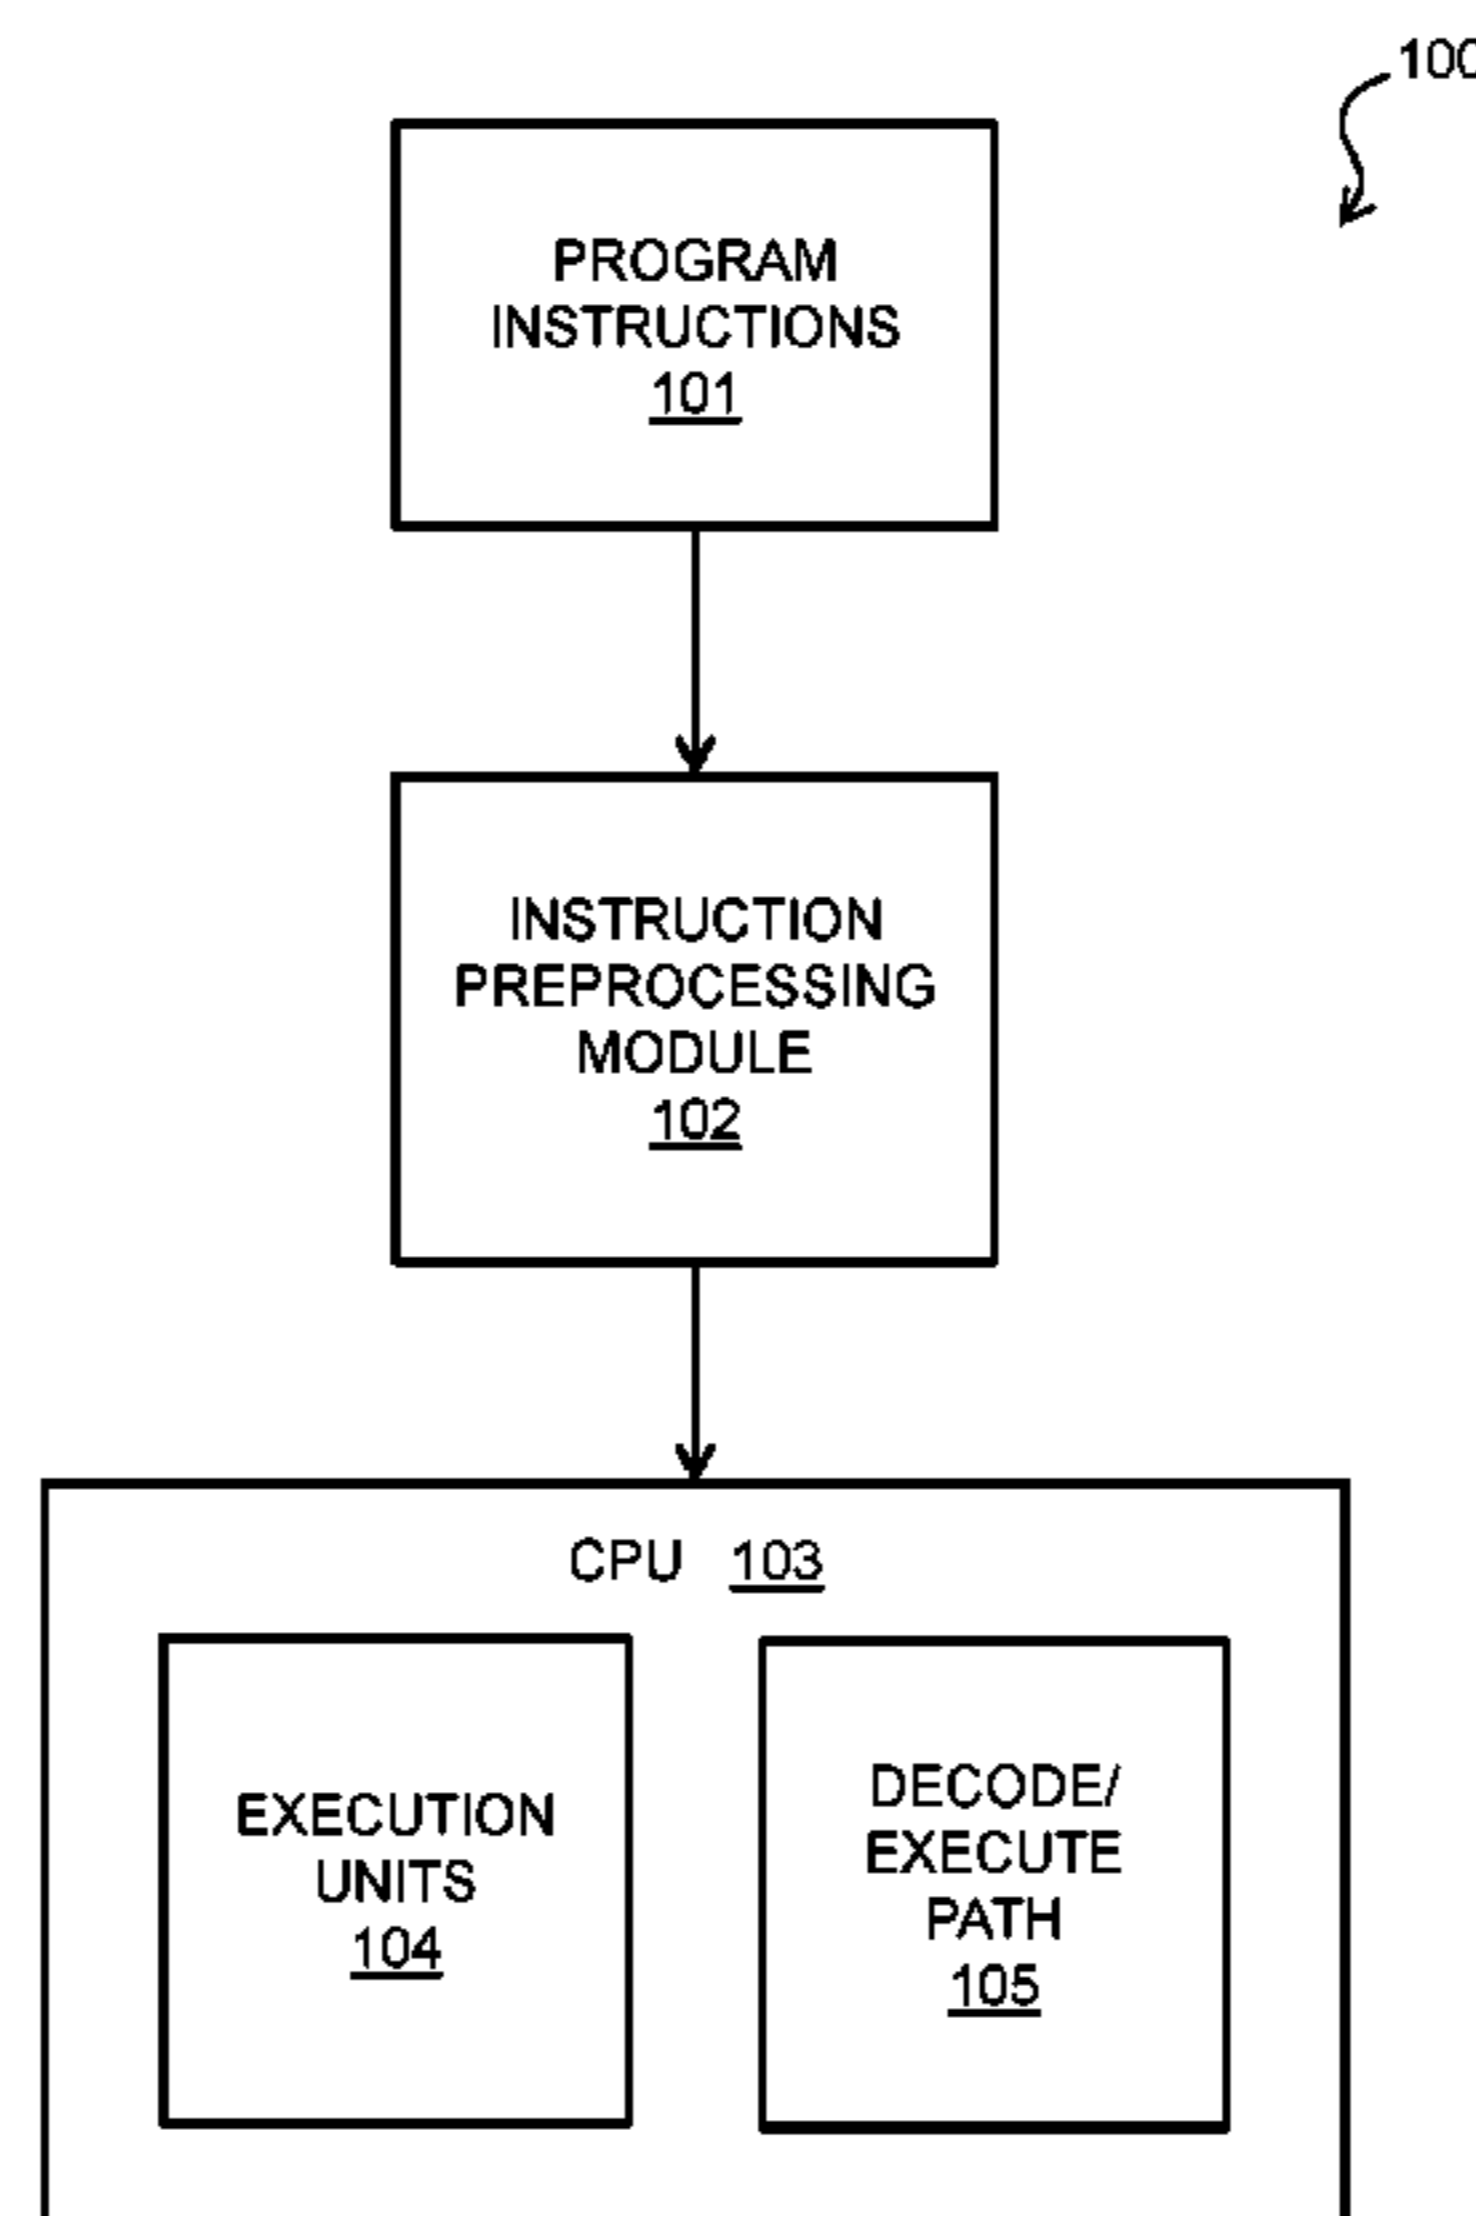 100
PROGRAM
INSTRUCTIONS
101
INSTRUCTION
PREPROCESSING
MODULE
102
CPU 103
EXECUTION
UNITS
104
DECODE/
EXECUTE
PATH
105